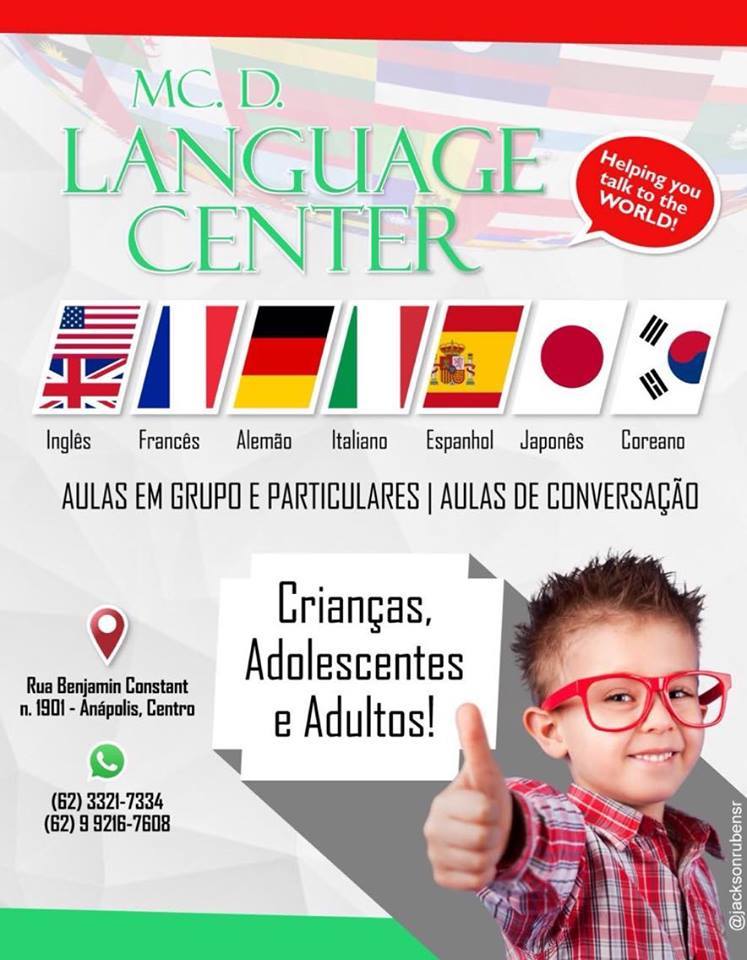 MC. D.
LANGUAGE
CENTER
Helping you
talk to the
WORLD!
Inglês Francês Alemão Italiano Espanhol Japonês Coreano
AULAS EM GRUPO E PARTICULARES | AULAS DE CONVERSAÇÃO
Crianças,
Adolescentes
e Adultos!
Rua Benjamin Constant
n. 1901 - Anápolis, Centro
(62) 3321-7334
(62) 9 9216-7608
@jacksonrubensr